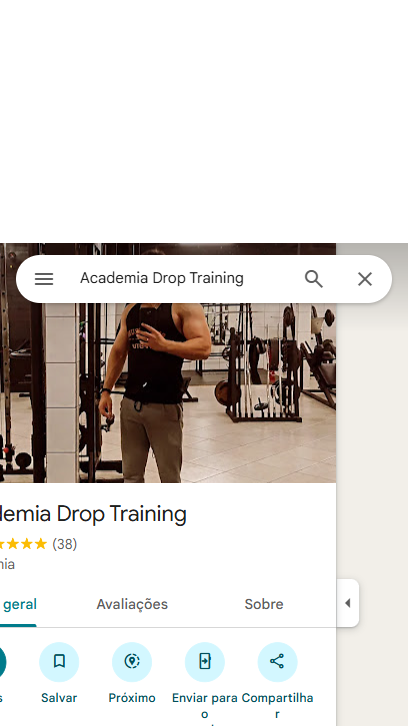 Academia Drop Training
demia Drop Training
(38)
nia
geral
Avaliações
Sobre
s
Salvar
Próximo
Enviar para o
Compartilhar